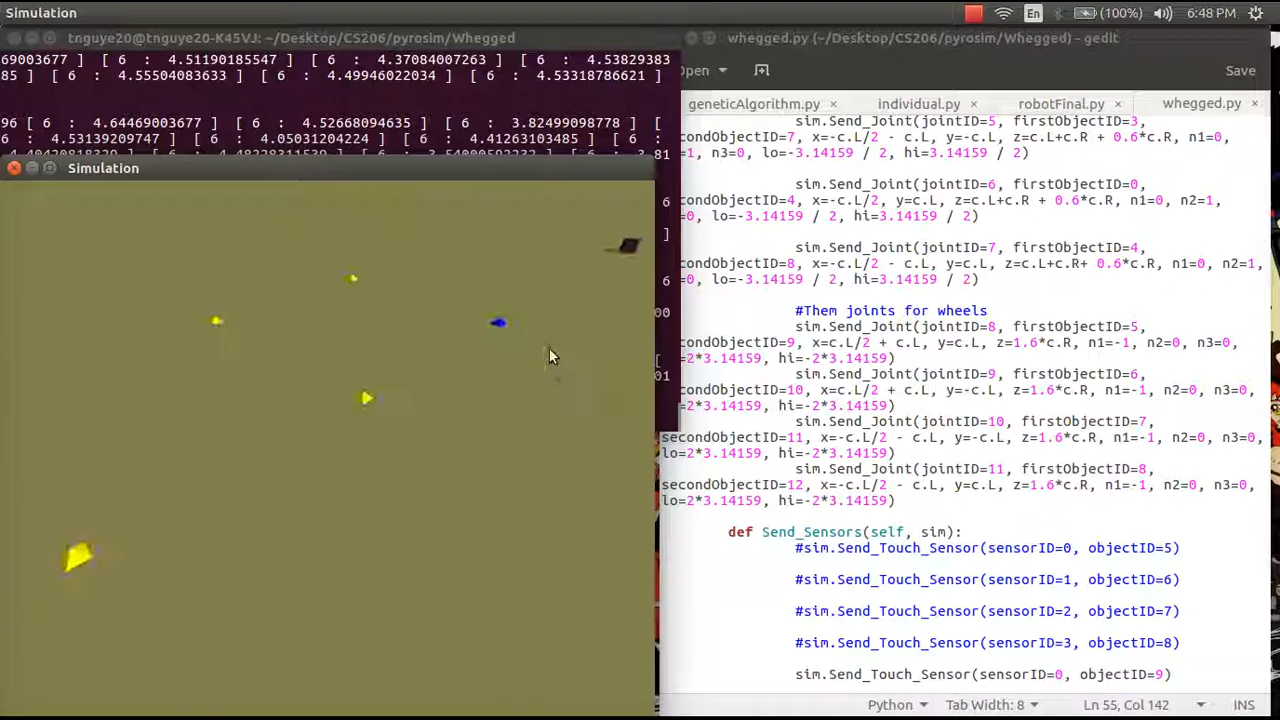 Simulation
En
(100%)
6:48 PM
tnguye20@tnguye20-K45VJ: ~/Desktop/CS206/pyrosim/Whegged
69003677 ] [ 6 : 4.51190185547 ] [ 6 : 4.37084007263 ] [ 6 : 4.53829383
85 ] [ 6 : 4.55504083633 ] [ 6 : 4.49946022034 ] [ 6 : 4.53318786621 ]
96 [ 6 : 4.64469003677 ] [ 6 : 4.52668094635 ] [ 6 : 3.82499098778 ] [
6 : 4.53139209747 ] [ 6 : 4.05031204224 ] [ 6 : 4.41263103485 ] [ 6 :
81
6
]
6
00
[
01
Simulation
whegged.py (~/Desktop/CS206/pyrosim/Whegged) - gedit
pen
Save
geneticAlgorithm.py × individual.py × robotFinal.py × whegged.py ×
sim.Send_Joint(jointID=5, firstObjectID=3,
econdObjectID=7, x=-c.L/2 - c.L, y=-c.L, z=c.L+c.R + 0.6*c.R, n1=0,
=1, n3=0, lo=-3.14159 / 2, hi=3.14159 / 2)
sim.Send_Joint(jointID=6, firstObjectID=0,
econdObjectID=4, x=-c.L/2, y=c.L, z=c.L+c.R + 0.6*c.R, n1=0, n2=1,
=0, lo=-3.14159 / 2, hi=3.14159 / 2)
sim.Send_Joint(jointID=7, firstObjectID=4,
econdObjectID=8, x=-c.L/2 - c.L, y=c.L, z=c.L+c.R+ 0.6*c.R, n1=0, n2=1,
=0, lo=-3.14159 / 2, hi=3.14159 / 2)
#Them joints for wheels
sim.Send_Joint(jointID=8, firstObjectID=5,
econdObjectID=9, x=c.L/2 + c.L, y=c.L, z=1.6*c.R, n1=-1, n2=0, n3=0,
=2*3.14159, hi=-2*3.14159)
sim.Send_Joint(jointID=9, firstObjectID=6,
econdObjectID=10, x=c.L/2 + c.L, y=-c.L, z=1.6*c.R, n1=-1, n2=0, n3=0,
=2*3.14159, hi=-2*3.14159)
sim.Send_Joint(jointID=10, firstObjectID=7,
secondObjectID=11, x=-c.L/2 - c.L, y=-c.L, z=1.6*c.R, n1=-1, n2=0, n3=0,
lo=2*3.14159, hi=-2*3.14159)
sim.Send_Joint(jointID=11, firstObjectID=8,
secondObjectID=12, x=-c.L/2 - c.L, y=c.L, z=1.6*c.R, n1=-1, n2=0, n3=0,
lo=2*3.14159, hi=-2*3.14159)
def Send_Sensors(self, sim):
#sim.Send_Touch_Sensor(sensorID=0, objectID=5)
#sim.Send_Touch_Sensor(sensorID=1, objectID=6)
#sim.Send_Touch_Sensor(sensorID=2, objectID=7)
#sim.Send_Touch_Sensor(sensorID=3, objectID=8)
sim.Send_Touch_Sensor(sensorID=0, objectID=9)
Python Tab Width: 8 Ln 55, Col 142 INS